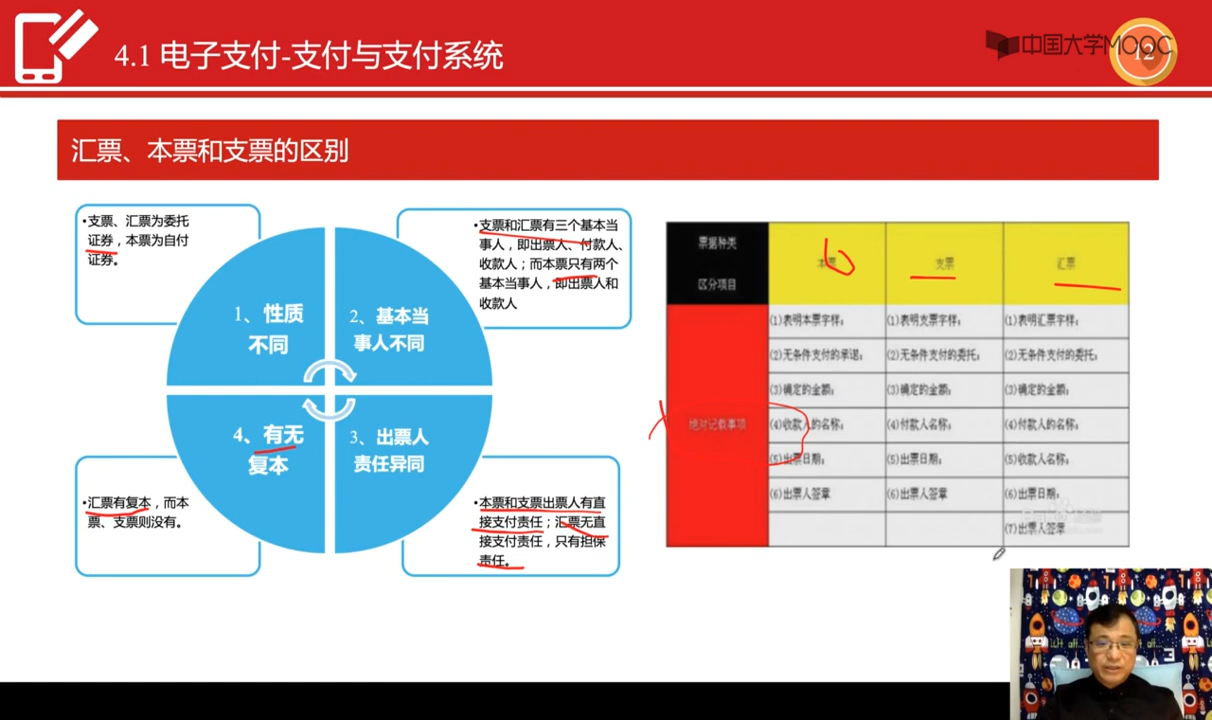 4.1 电子支付-支付与支付系统
中国大学MOOC
12
汇票、本票和支票的区别
•支票、汇票为委托
证券，本票为自付
证券。
•支票和汇票有三个基本当
事人，即出票人、付款人、
收款人；而本票只有两个
基本当事人，即出票人和
收款人
1、性质
不同
2、基本当
事人不同
4、有无
复本
3、出票人
责任异同
•汇票有复本，而本
票、支票则没有。
•本票和支票出票人有直
接支付责任；汇票无直
接支付责任，只有担保
责任。
票据种类
区分项目
本票
支票
汇票
绝对记载事项
(1)表明本票字样；
(1)表明支票字样；
(1)表明汇票字样；
(2)无条件支付的承诺；
(2)无条件支付的委托；
(2)无条件支付的委托；
(3)确定的金额；
(3)确定的金额；
(3)确定的金额；
(4)收款人的名称；
(4)付款人名称；
(4)付款人的名称；
(5)出票日期；
(5)出票日期；
(5)收款人名称；
(6)出票人签章
(6)出票人签章
(6)出票日期；
(7)出票人签章